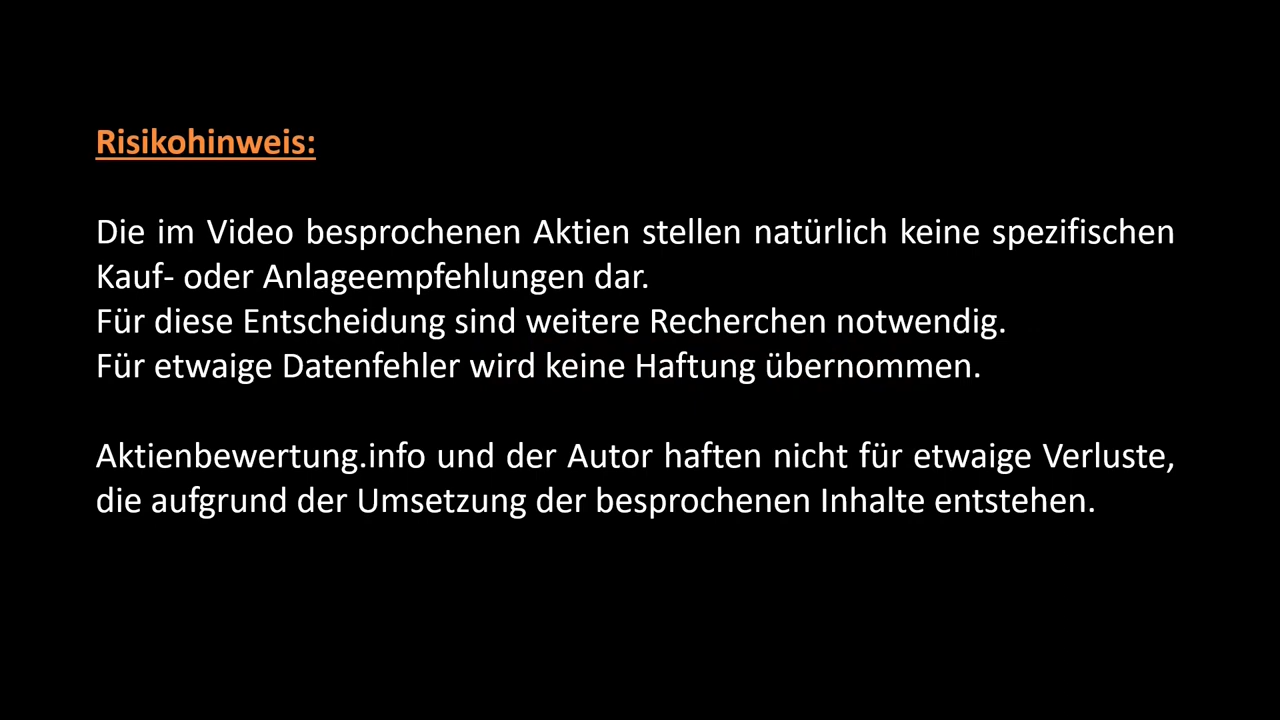 Risikohinweis:
Die im Video besprochenen Aktien stellen natürlich keine spezifischen
Kauf- oder Anlageempfehlungen dar.
Für diese Entscheidung sind weitere Recherchen notwendig.
Für etwaige Datenfehler wird keine Haftung übernommen.
Aktienbewertung.info und der Autor haften nicht für etwaige Verluste,
die aufgrund der Umsetzung der besprochenen Inhalte entstehen.